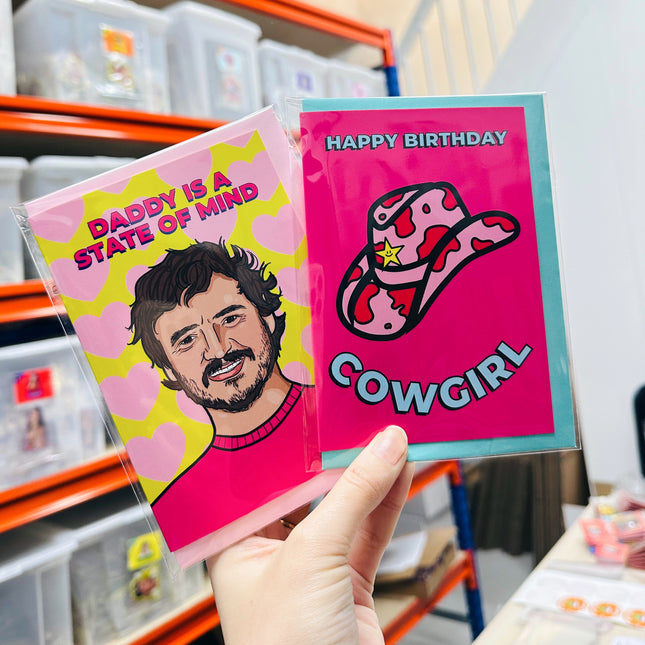 DADDY IS A
STATE OF MIND
HAPPY BIRTHDAY
COWGIRL